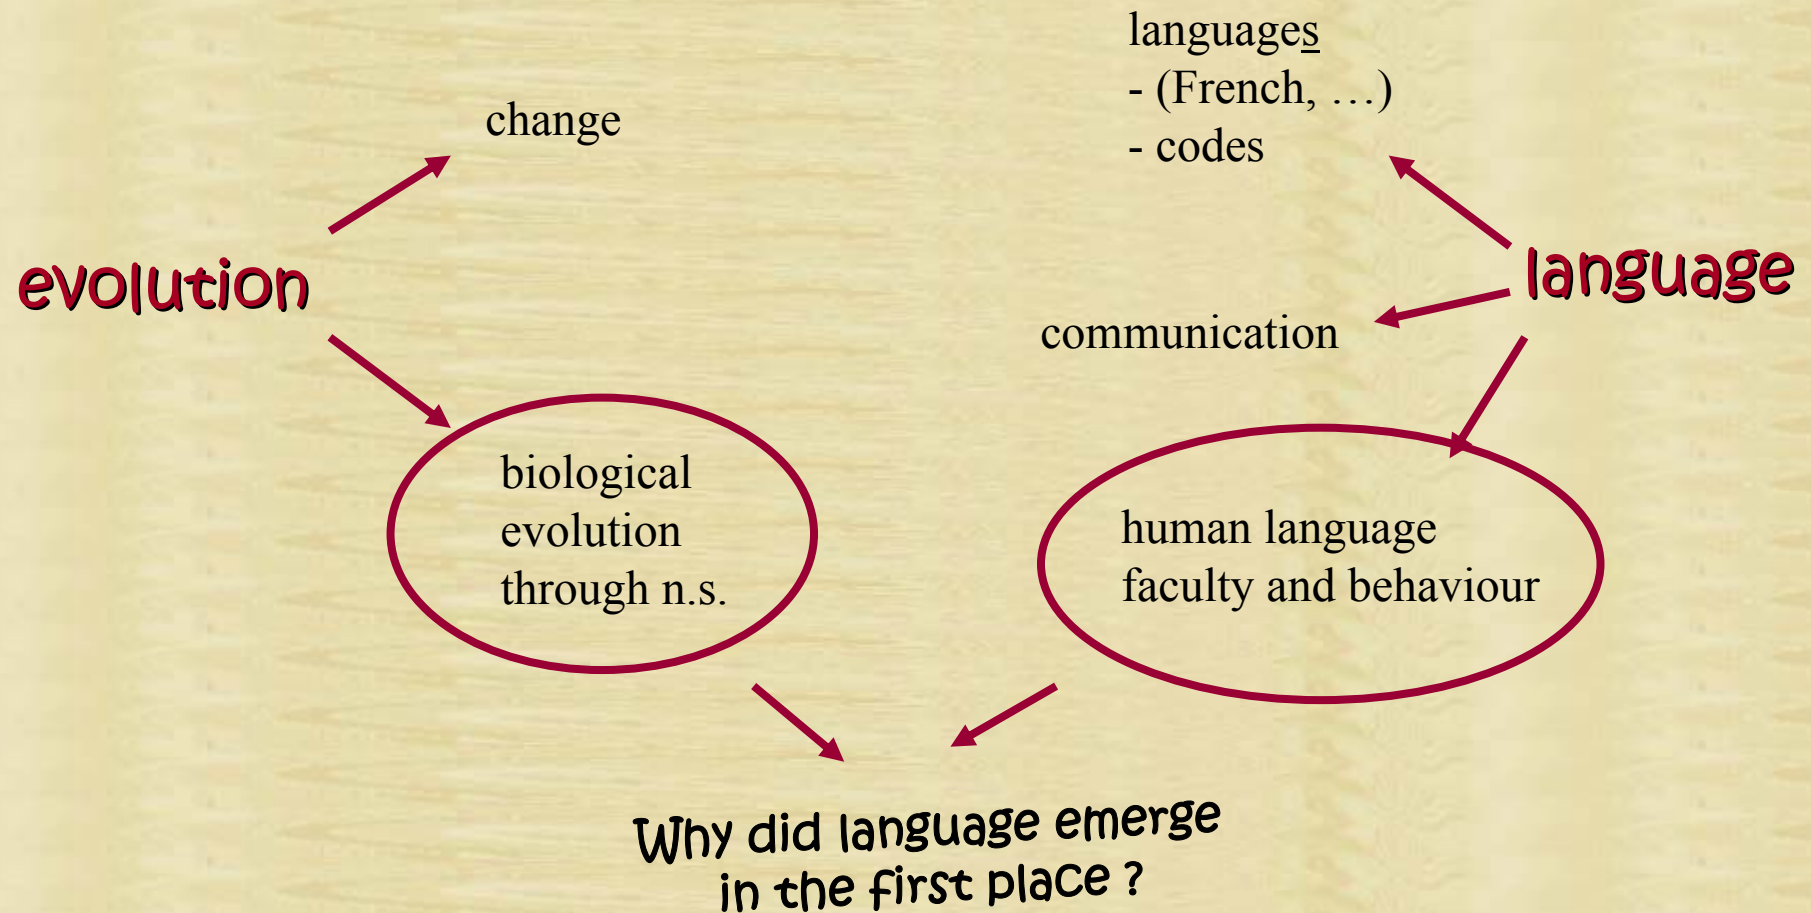 languages
- (French, …)
- codes
change
evolution
language
communication
biological
evolution
through n.s.
human language
faculty and behaviour
Why did language emerge
in the first place ?